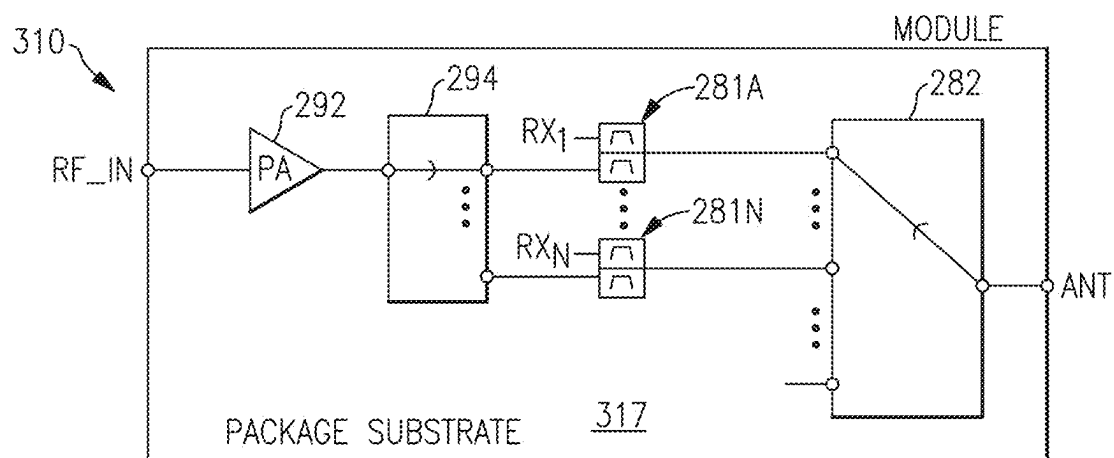 310
MODULE
292
294
281A
282
RX1
RF_IN
PA
281N
RXN
ANT
PACKAGE SUBSTRATE
317